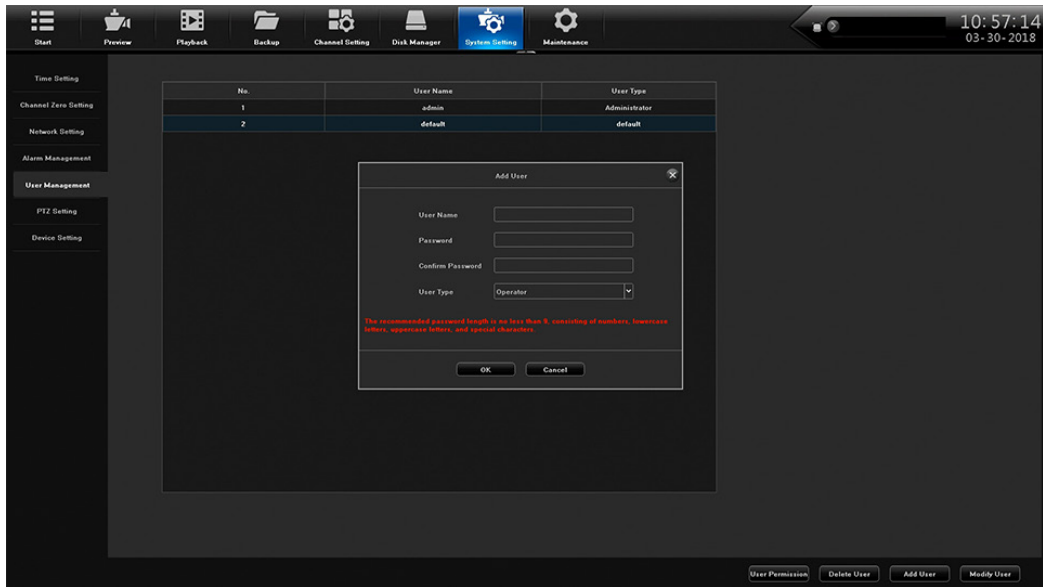 Start
Preview
Playback
Backup
Channel Setting
Disk Manager
System Setting
Maintenance
10:57:14
03-30-2018
Time Setting
Channel Zero Setting
Network Setting
Alarm Management
User Management
PTZ Setting
Device Setting
No. User Name User Type
1 admin Administrator
2 default default
Add User
User Name
Password
Confirm Password
User Type Operator
The recommended password length is no less than 9, consisting of numbers, lowercase
letters, uppercase letters, and special characters.
OK Cancel
User Permission Delete User Add User Modify User